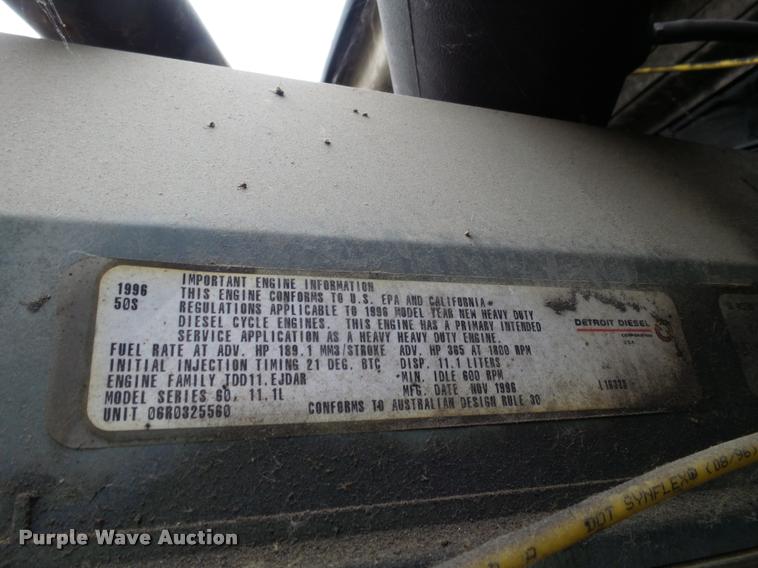 1996
50S
IMPORTANT ENGINE INFORMATION
THIS ENGINE CONFORMS TO U.S. EPA AND CALIFORNIA
REGULATIONS APPLICABLE TO 1996 MODEL YEAR NEW HEAVY DUTY
DIESEL CYCLE ENGINES. THIS ENGINE HAS A PRIMARY INTENDED
SERVICE APPLICATION AS A HEAVY HEAVY DUTY ENGINE.
FUEL RATE AT ADV. HP 189.1 MM3/STROKE ADV. HP 365 AT 1800 RPM
INITIAL INJECTION TIMING 21 DEG. BTC DISP. 11.1 LITERS
ENGINE FAMILY TDD11.EJDAR MIN. IDLE 600 RPM
MODEL SERIES 60, 11.1L MFG. DATE NOV 1996
UNIT 06R0325560 CONFORMS TO AUSTRALIAN DESIGN RULE 30
DETROIT DIESEL
CORPORATION
USA
DOT SYNFLEX® (08/96)
Purple Wave Auction